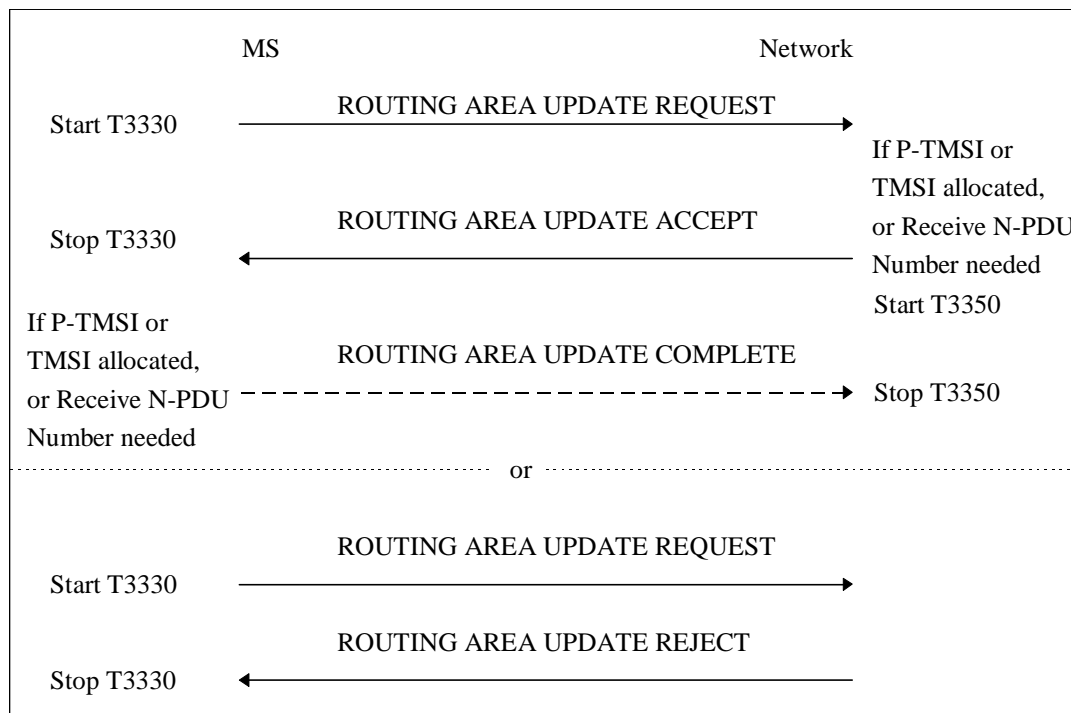 MS
Network
ROUTING AREA UPDATE REQUEST
Start T3330
If P-TMSI or
TMSI allocated,
or Receive N-PDU
Number needed
Start T3350
ROUTING AREA UPDATE ACCEPT
Stop T3330
If P-TMSI or
TMSI allocated,
or Receive N-PDU
Number needed
ROUTING AREA UPDATE COMPLETE
Stop T3350
or
ROUTING AREA UPDATE REQUEST
Start T3330
ROUTING AREA UPDATE REJECT
Stop T3330